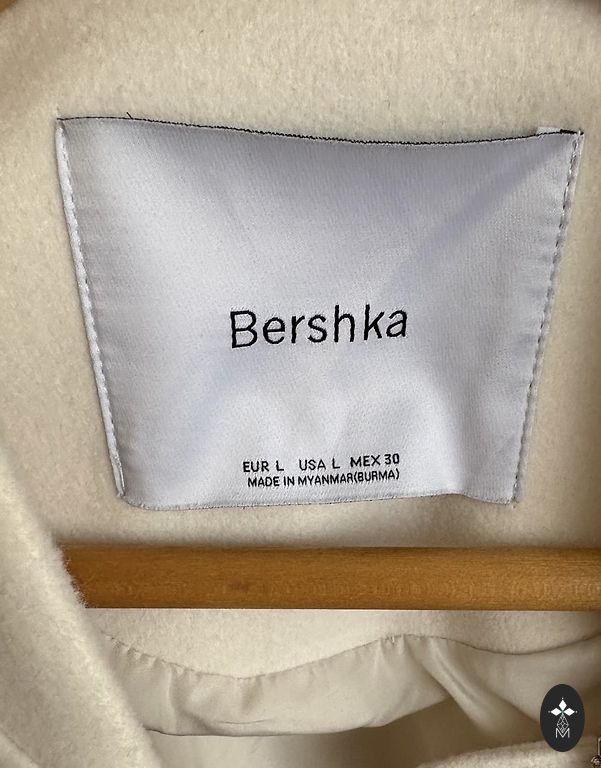 Bershka
EUR L USA L MEX 30
MADE IN MYANMAR(BURMA)